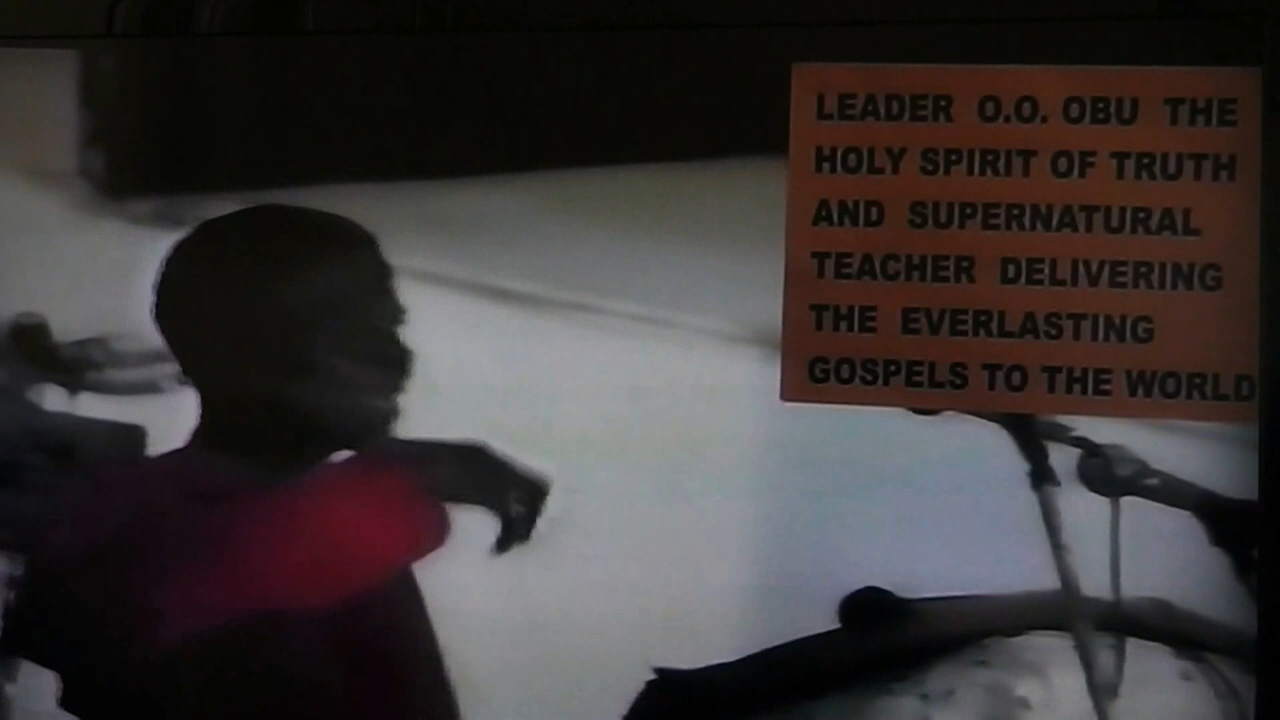 LEADER O.O. OBU THE
HOLY SPIRIT OF TRUTH
AND SUPERNATURAL
TEACHER DELIVERING
THE EVERLASTING
GOSPELS TO THE WORLD